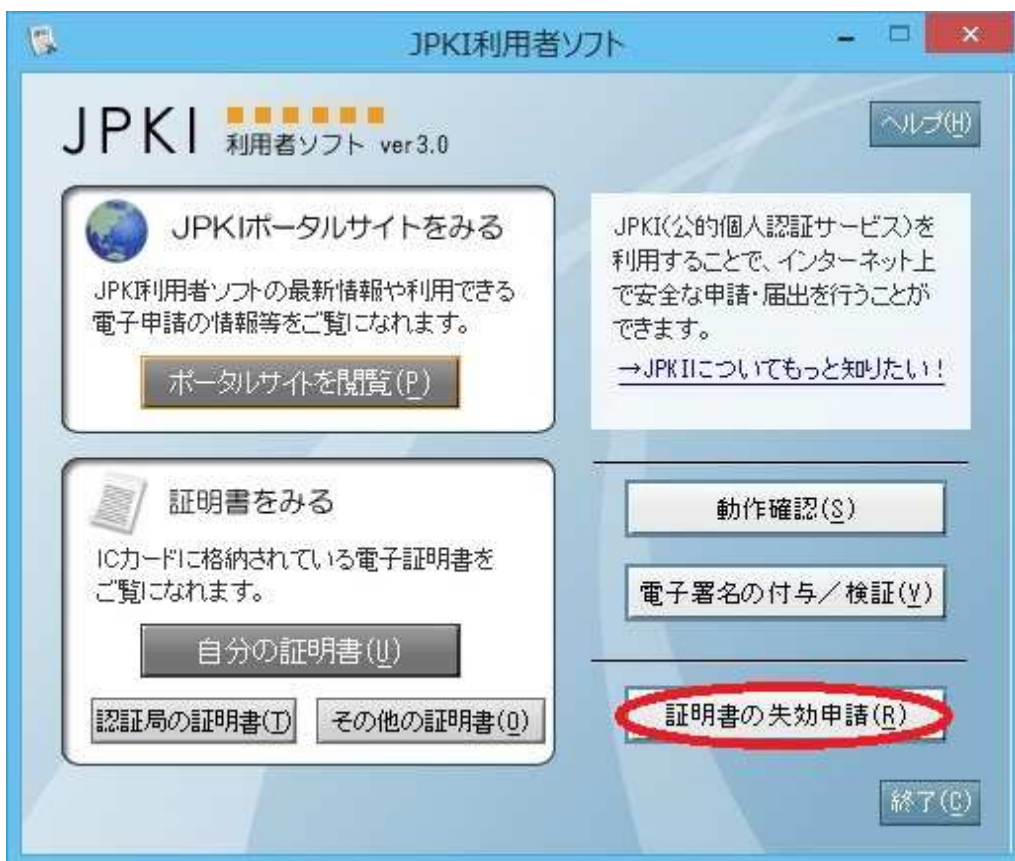 JPKI利用者ソフト
JPKI 利用者ソフト ver3.0
ヘルプ(H)
JPKIポータルサイトをみる
JPKI利用者ソフトの最新情報や利用できる
電子申請の情報等をご覧になれます。
ポータルサイトを閲覧(P)
JPKI(公的個人認証サービス)を
利用することで、インターネット上
で安全な申請・届出を行うことが
できます。
→JPKIについてもっと知りたい!
証明書をみる
ICカードに格納されている電子証明書を
ご覧になれます。
自分の証明書(U)
認証局の証明書(T)
その他の証明書(O)
動作確認(S)
電子署名の付与/検証(V)
証明書の失効申請(R)
終了(C)